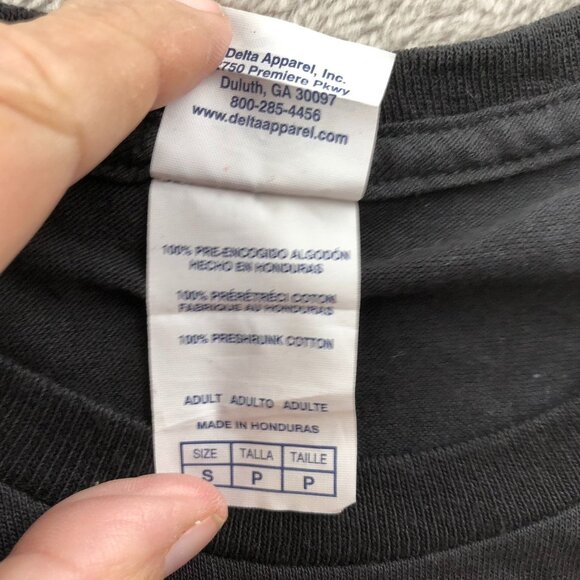 Delta Apparel, Inc.
2750 Premiere Pkwy
Duluth, GA 30097
800-285-4456
www.deltaapparel.com
100% PRE-ENCOGIDO ALGODÓN
HECHO EN HONDURAS
100% PRÉRÉTRÉCI COTON
FABRIQUE AU HONDURAS
100% PRESHRUNK COTTON
ADULT ADULTO ADULTE
MADE IN HONDURAS
SIZE TALLA TAILLE
S P P